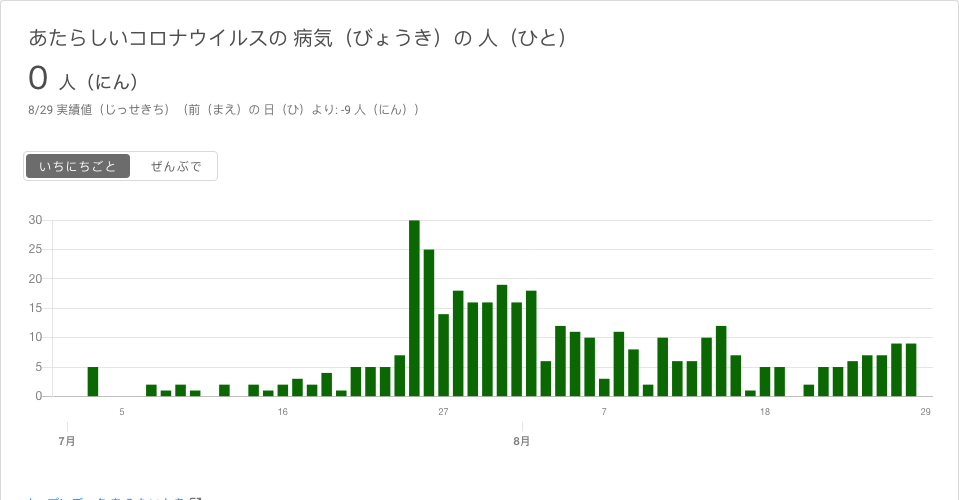 あたらしいコロナウイルスの 病気（びょうき）の 人（ひと）
0 人（にん）
8/29 実績値（じっせきち）（前（まえ）の 日（ひ）より: -9 人（にん））
いちにちごと ぜんぶで
30
25
20
15
10
5
0
5 16 27 7 18 29
7月 8月